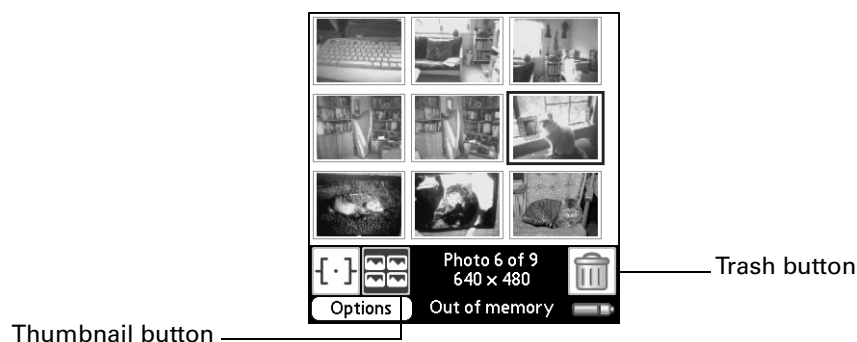 Photo 6 of 9
640 × 480
Trash button
Options
Out of memory
Thumbnail button